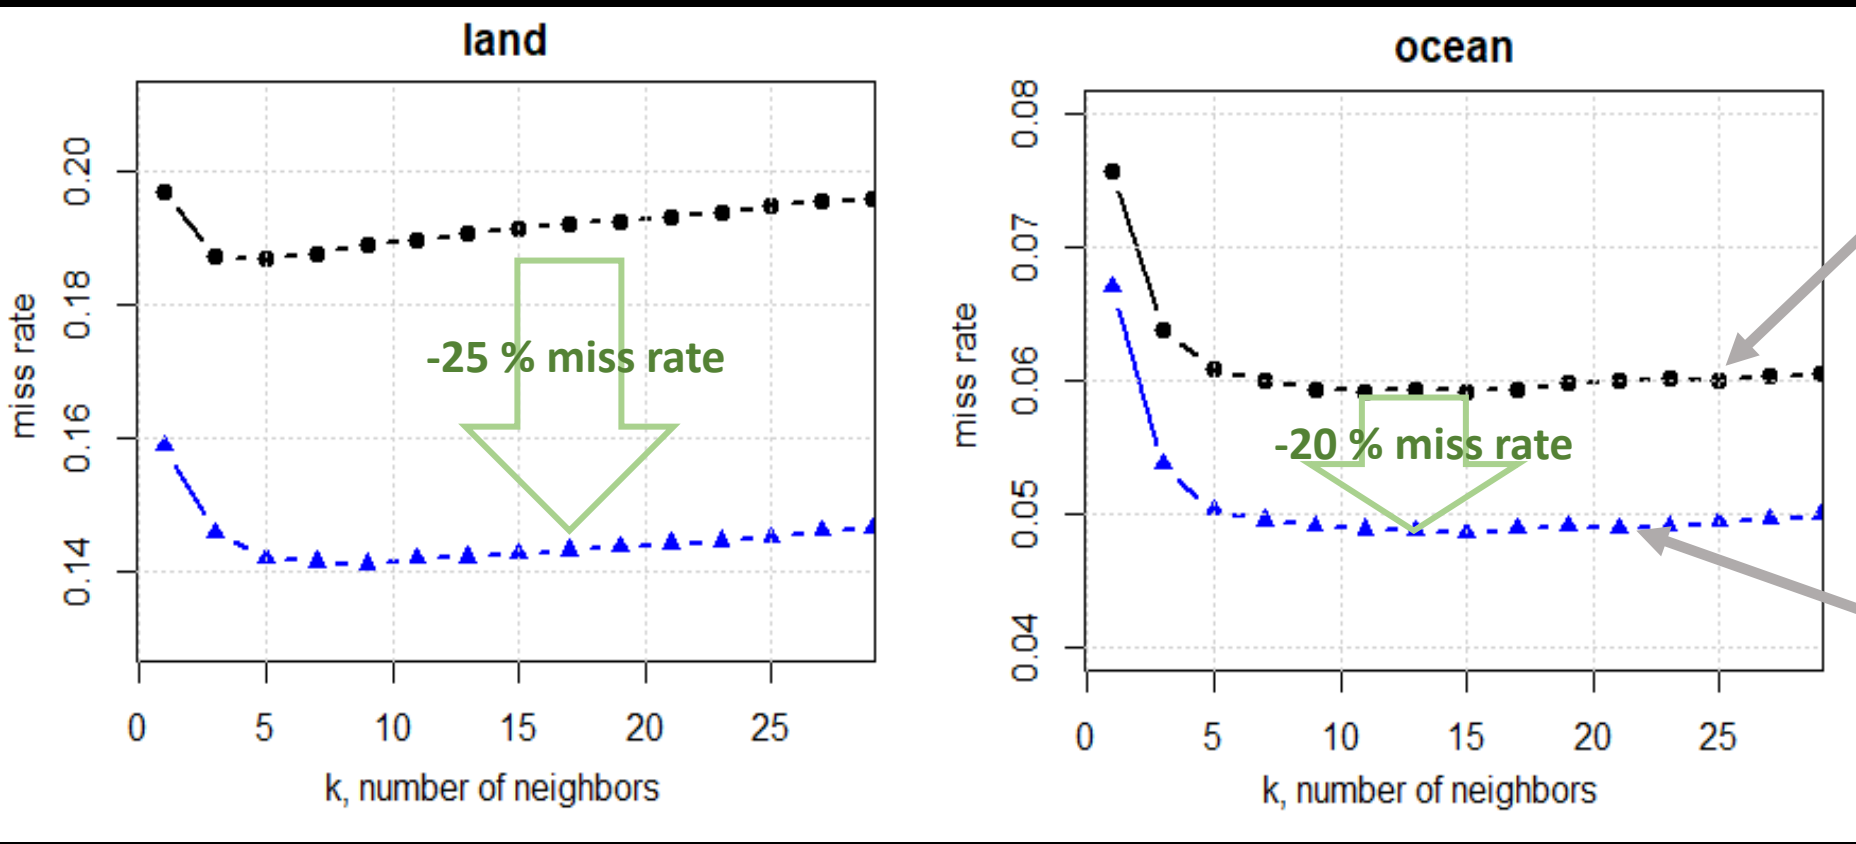 land
miss rate
0.20
0.18
0.16
0.14
-25 % miss rate
0 5 10 15 20 25
k, number of neighbors
ocean
miss rate
0.08
0.07
0.06
0.05
0.04
-20 % miss rate
0 5 10 15 20 25
k, number of neighbors